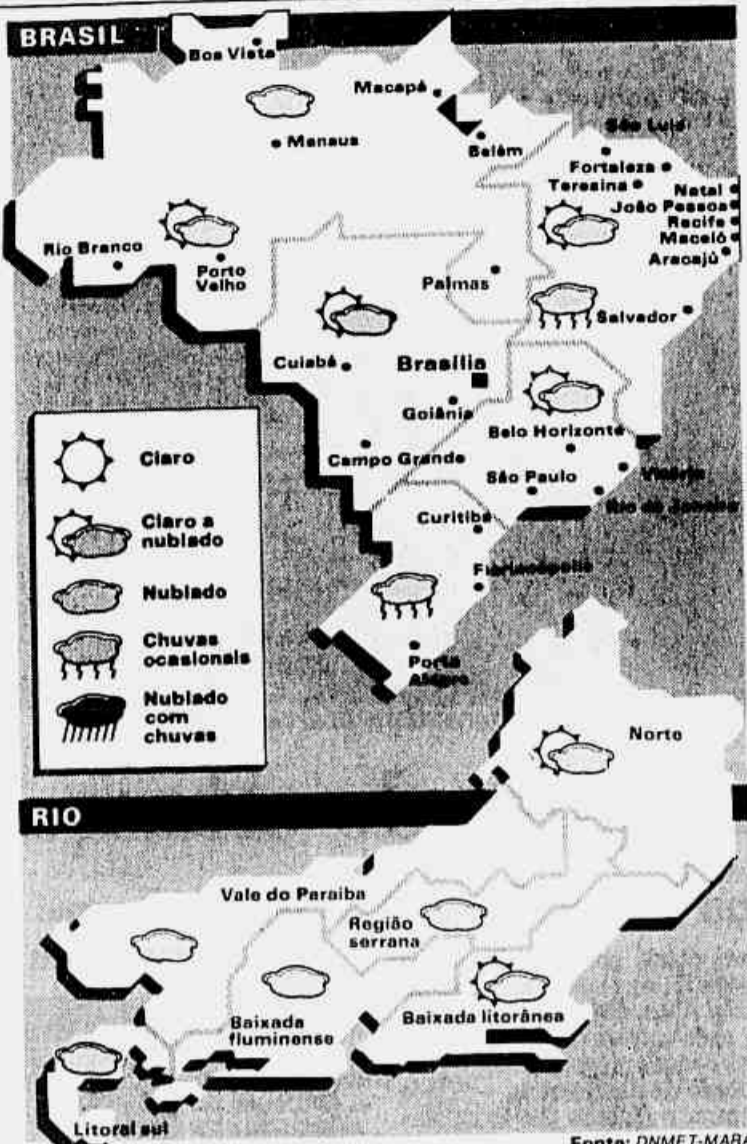 BRASIL
Boa Vista
Macapá
Manaus
Belém
São Luís
Fortaleza
Teresina
Natal
João Pessoa
Recife
Maceló
Aracajú
Rio Branco
Porto
Velho
Palmas
Salvador
Cuiabá
Brasília
Goiânia
Belo Horizonte
Campo Grande
São Paulo
Vitória
Rio de Janeiro
Curitiba
Florianópolis
Porto
Alegre
Claro
Claro a
nublado
Nublado
Chuvas
ocasionais
Nublado
com
chuvas
RIO
Norte
Vale do Paraíba
Região
serrana
Baixada
fluminense
Baixada litorânea
Litoral sul
Fonte: DNMET-MARA